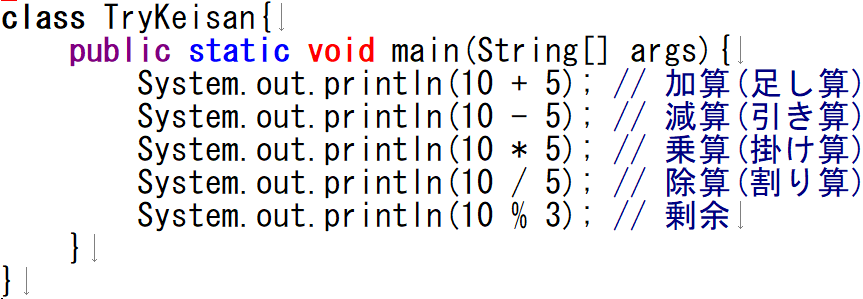 class TryKeisan{
    public static void main(String[] args){
        System.out.println(10 + 5); // 加算(足し算)
        System.out.println(10 - 5); // 減算(引き算)
        System.out.println(10 * 5); // 乗算(掛け算)
        System.out.println(10 / 5); // 除算(割り算)
        System.out.println(10 % 3); // 剰余
    }
}